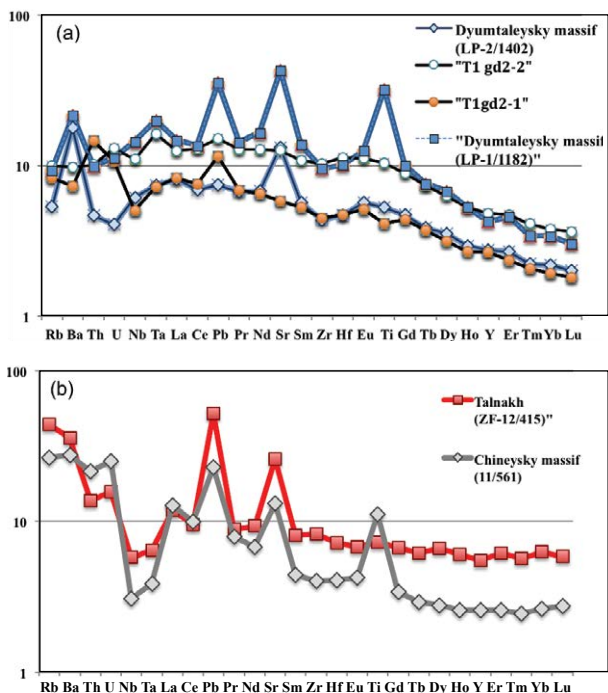 100
(a)
Dyumtaleysky massif
(LP-2/1402)
"T1 gd2-2"
"T1gd2-1"
"Dyumtaleysky massif
(LP-1/1182)"
10
1
Rb Ba Th U Nb Ta La Ce Pb Pr Nd Sr Sm Zr Hf Eu Ti Gd Tb Dy Ho Y Er Tm Yb Lu
100
(b)
Talnakh
(ZF-12/415)"
Chineysky massif
(11/561)
10
1
Rb Ba Th U Nb Ta La Ce Pb Pr Nd Sr Sm Zr Hf Eu Ti Gd Tb Dy Ho Y Er Tm Yb Lu